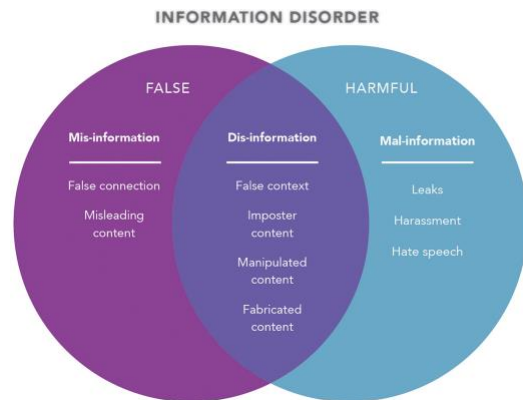 INFORMATION DISORDER
FALSE
HARMFUL
Mis-information
False connection
Misleading
content
Dis-information
False context
Imposter
content
Manipulated
content
Fabricated
content
Mal-information
Leaks
Harassment
Hate speech